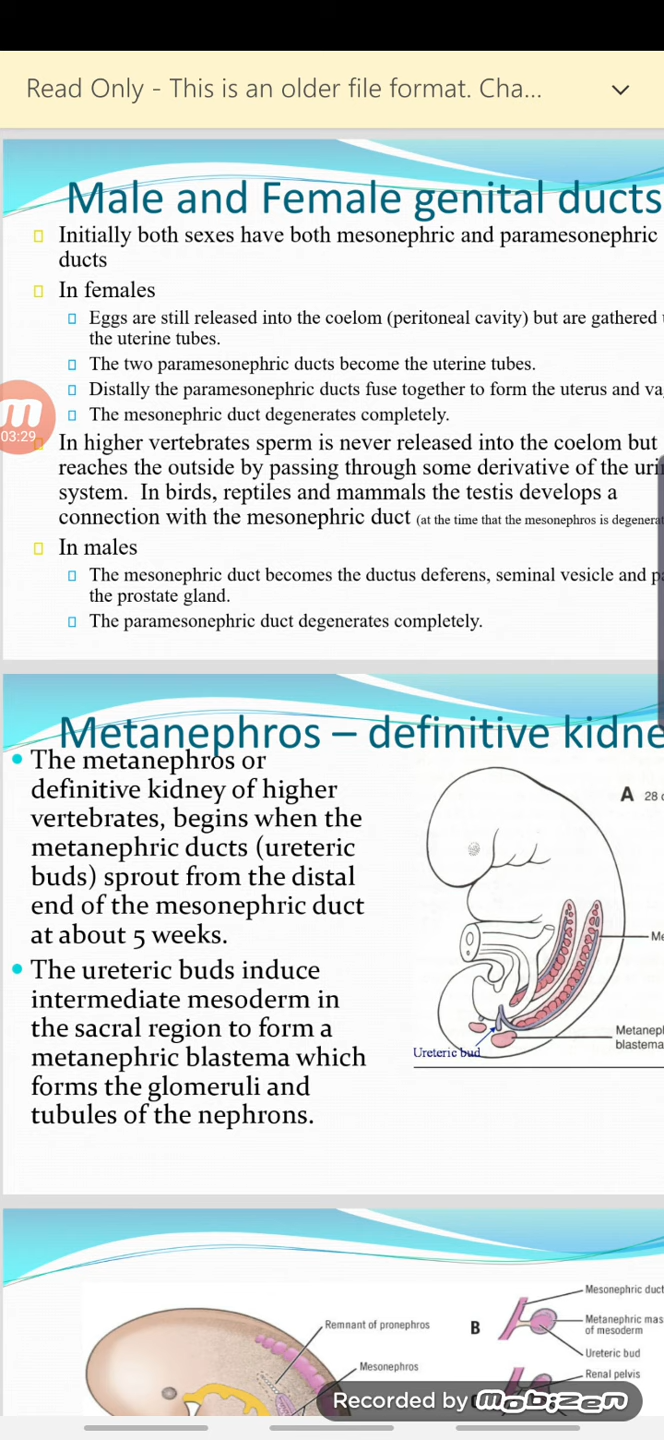 Read Only - This is an older file format. Cha...
Male and Female genital ducts
Initially both sexes have both mesonephric and paramesonephric
ducts
In females
Eggs are still released into the coelom (peritoneal cavity) but are gathered
the uterine tubes.
The two paramesonephric ducts become the uterine tubes.
Distally the paramesonephric ducts fuse together to form the uterus and va
The mesonephric duct degenerates completely.
03:29
In higher vertebrates sperm is never released into the coelom but
reaches the outside by passing through some derivative of the uri
system. In birds, reptiles and mammals the testis develops a
connection with the mesonephric duct (at the time that the mesonephros is degenerat
In males
The mesonephric duct becomes the ductus deferens, seminal vesicle and pa
the prostate gland.
The paramesonephric duct degenerates completely.
Metanephros – definitive kidne
The metanephros or
definitive kidney of higher
vertebrates, begins when the
metanephric ducts (ureteric
buds) sprout from the distal
end of the mesonephric duct
at about 5 weeks.
The ureteric buds induce
intermediate mesoderm in
the sacral region to form a
metanephric blastema which
forms the glomeruli and
tubules of the nephrons.
A 28
Me
Metanepl
blastema
Ureteric bud
Remnant of pronephros
Mesonephros
B
Mesonephric duct
Metanephric mas
of mesoderm
Ureteric bud
Renal pelvis
Recorded by mobizen